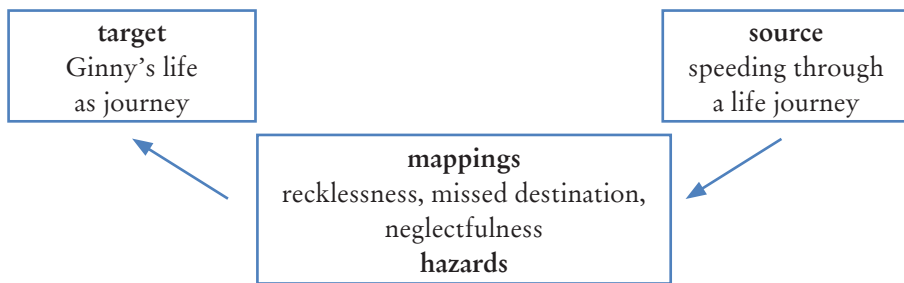 target
Ginny’s life
as journey
source
speeding through
a life journey
mappings
recklessness, missed destination,
neglectfulness
hazards